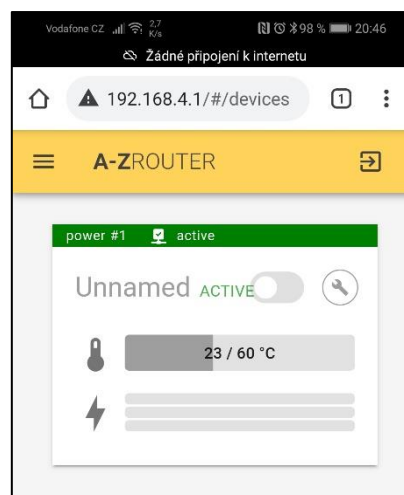 Vodafone CZ 2,7 K/s 98 % 20:46
Žádné připojení k internetu
192.168.4.1/#/devices 1
A-ZROUTER
power #1 active
Unnamed ACTIVE
23 / 60 °C